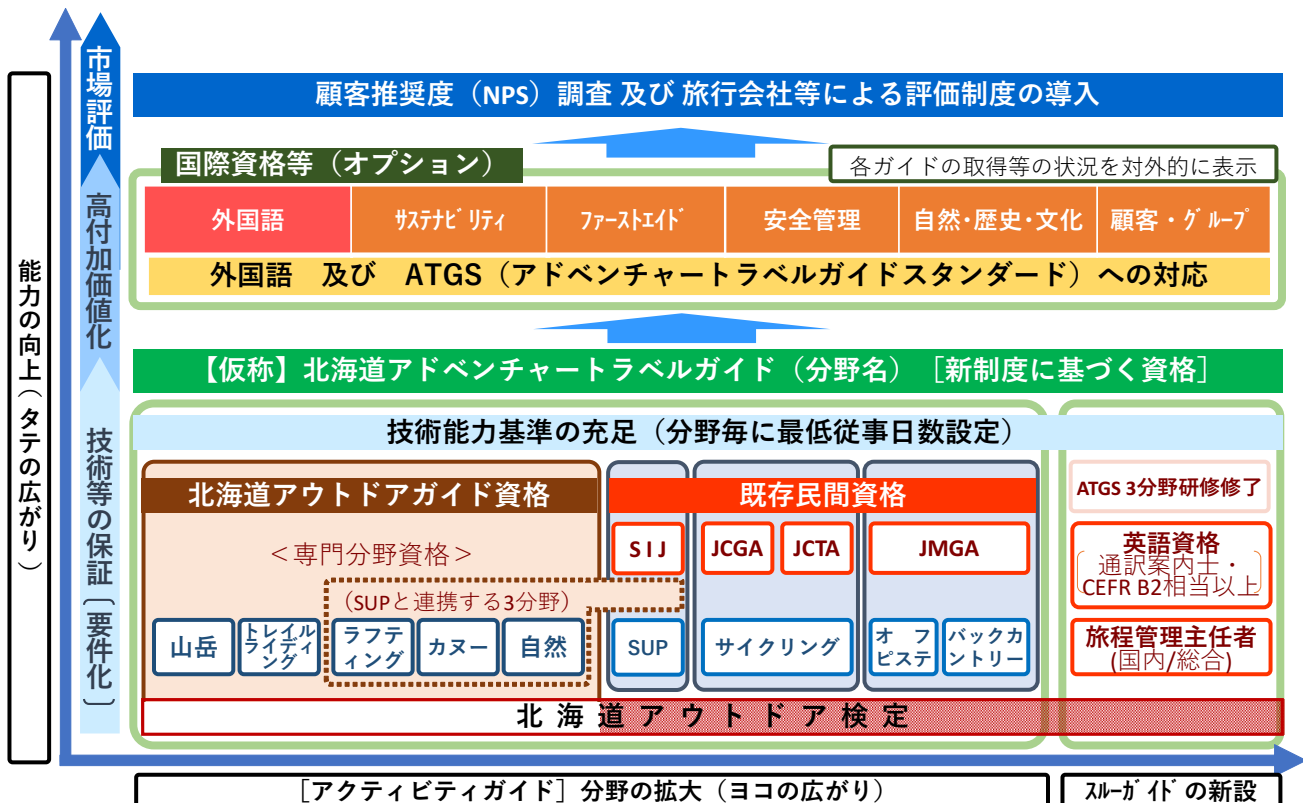 市場評価
顧客推奨度（NPS）調査 及び 旅行会社等による評価制度の導入
国際資格等（オプション）
各ガイドの取得等の状況を対外的に表示
高付加価値化
外国語
ｻｽﾃﾅﾋﾞﾘﾃｨ
ﾌｧｰｽﾄｴｲﾄﾞ
安全管理
自然・歴史・文化
顧客・ｸﾞﾙｰﾌﾟ
外国語　及び　ATGS（アドベンチャートラベルガイドスタンダード）への対応
能力の向上（タテの広がり）
【仮称】北海道アドベンチャートラベルガイド（分野名）［新制度に基づく資格］
技術等の保証〔要件化〕
技術能力基準の充足（分野毎に最低従事日数設定）
北海道アウトドアガイド資格
既存民間資格
ATGS 3分野研修修了
＜専門分野資格＞
SIJ
JCGA
JCTA
JMGA
英語資格
通訳案内士・
CEFR B2相当以上
（SUPと連携する3分野）
山岳
トレイル
ライディ
ング
ラフテ
ィング
カヌー
自然
SUP
サイクリング
オフ
ピステ
バックカ
ントリー
旅程管理主任者
(国内/総合)
北海道アウトドア検定
［アクティビティガイド］分野の拡大（ヨコの広がり）
ｽﾙｰｶﾞｲﾄﾞの新設